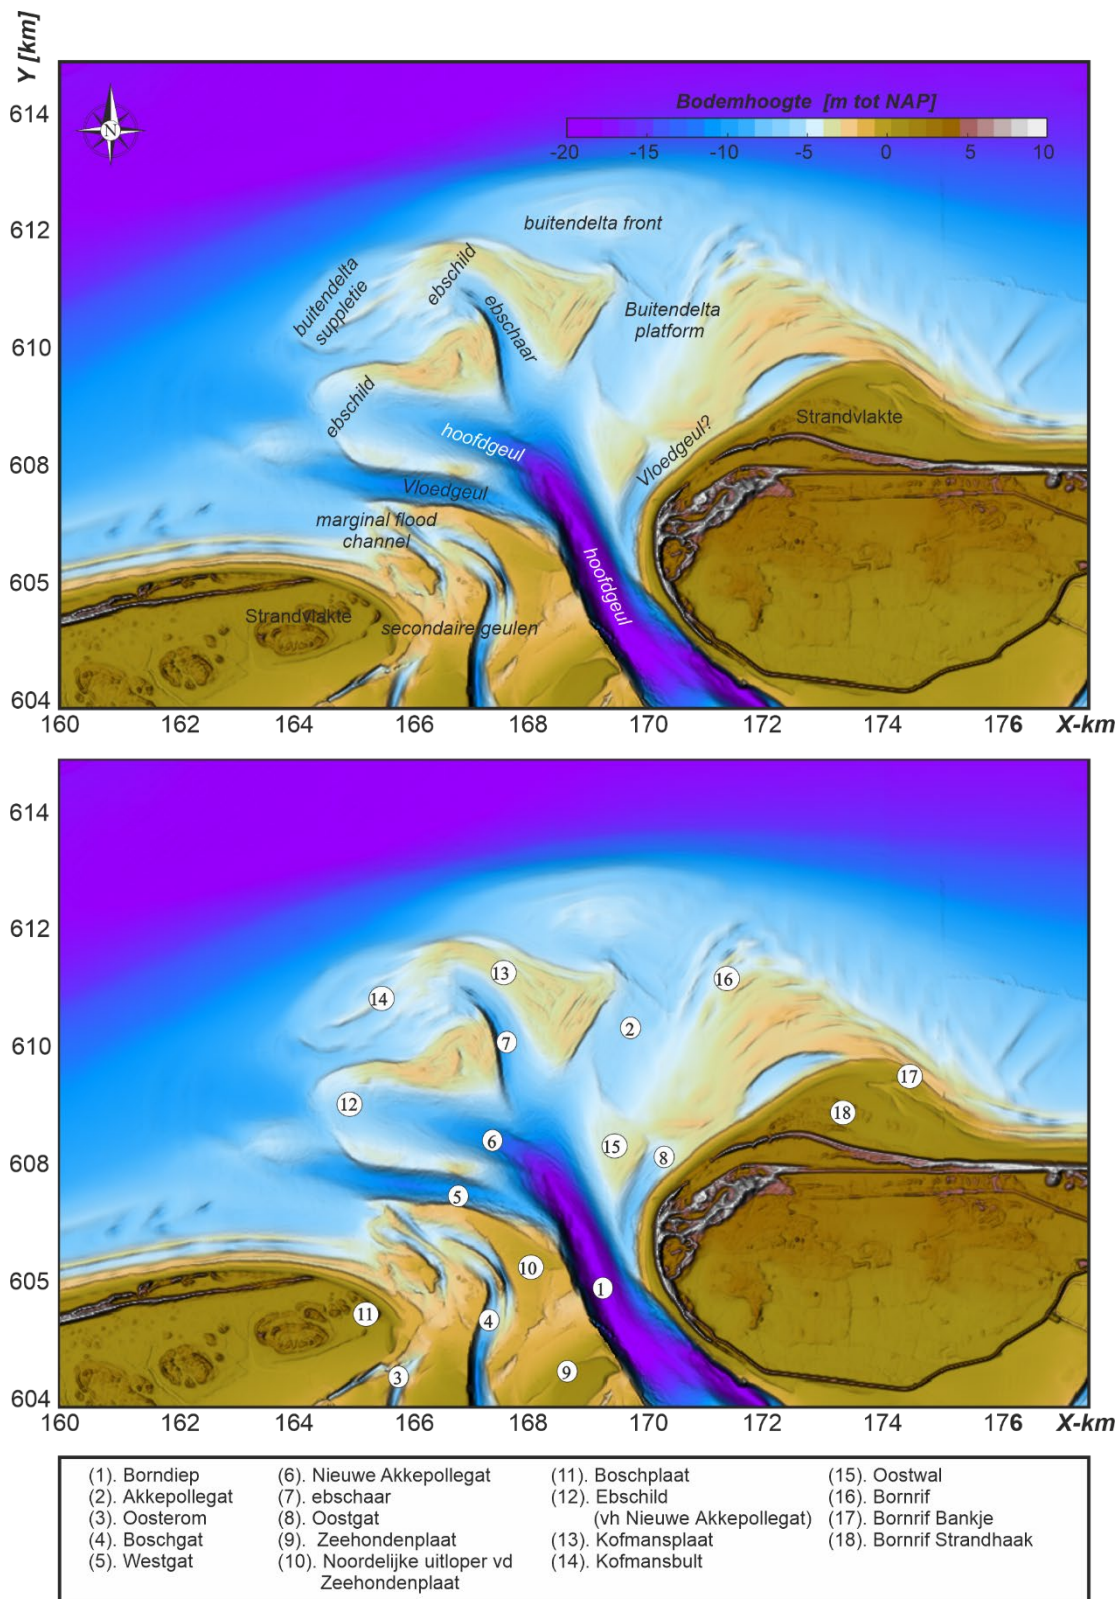 Y [km]
614
612
610
608
605
604
N
Bodemhoogte [m tot NAP]
-20 -15 -10 -5 0 5 10
buitendelta front
buitendelta
suppletie
ebschild
ebschaar
Buitendelta
platform
ebschild
hoofdgeul
Vloedgeul?
Strandvlakte
Vloedgeul
marginal flood
channel
hoofdgeul
Strandvlakte
secondaire geulen
160 162 164 166 168 170 172 174 176 X-km
614
612
610
608
605
604
13
14
16
2
7
17
12
18
6
15
8
5
10
1
11
4
3
9
160 162 164 166 168 170 172 174 176 X-km
(1). Borndiep
(2). Akkepollegat
(3). Oosterom
(4). Boschgat
(5). Westgat
(6). Nieuwe Akkepollegat
(7). ebschaar
(8). Oostgat
(9). Zeehondenplaat
(10). Noordelijke uitloper vd
Zeehondenplaat
(11). Boschplaat
(12). Ebschild
(vh Nieuwe Akkepollegat)
(13). Kofmansplaat
(14). Kofmansbult
(15). Oostwal
(16). Bornrif
(17). Bornrif Bankje
(18). Bornrif Strandhaak